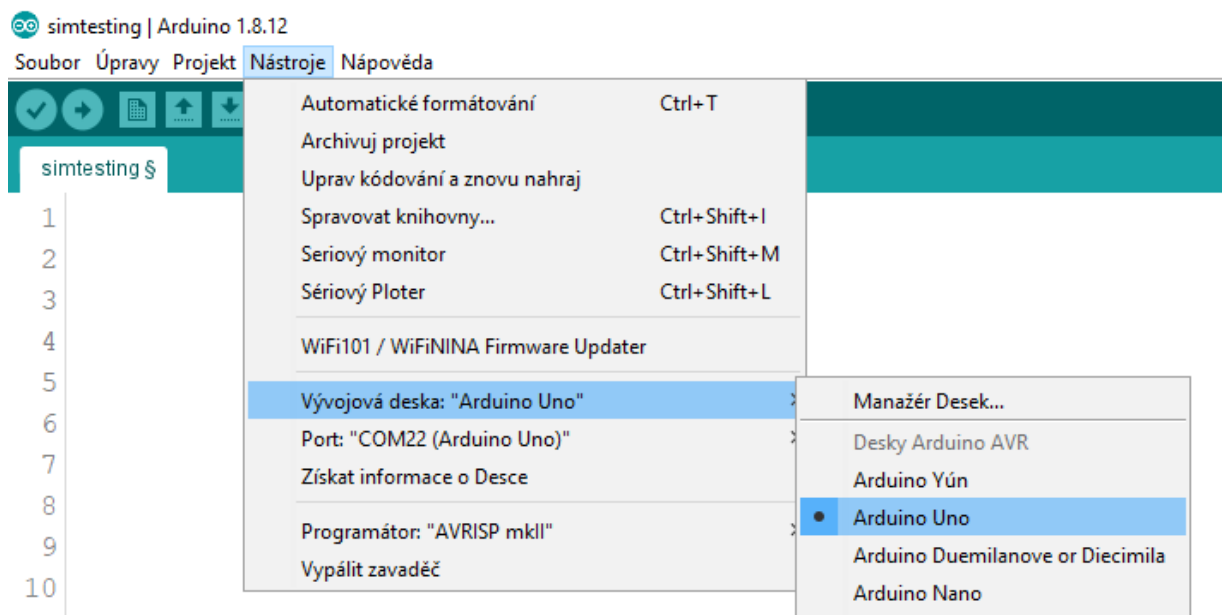 simtesting | Arduino 1.8.12
Soubor Úpravy Projekt Nástroje Nápověda
simtesting §
Automatické formátování Ctrl+T
Archivuj projekt
Uprav kódování a znovu nahraj
Spravovat knihovny... Ctrl+Shift+I
Seriový monitor Ctrl+Shift+M
Sériový Ploter Ctrl+Shift+L
WiFi101 / WiFiNINA Firmware Updater
Vývojová deska: "Arduino Uno"
Port: "COM22 (Arduino Uno)"
Získat informace o Desce
Programátor: "AVRISP mkII"
Vypálit zavaděč
Manažér Desek...
Desky Arduino AVR
Arduino Yún
Arduino Uno
Arduino Duemilanove or Diecimila
Arduino Nano
1
2
3
4
5
6
7
8
9
10